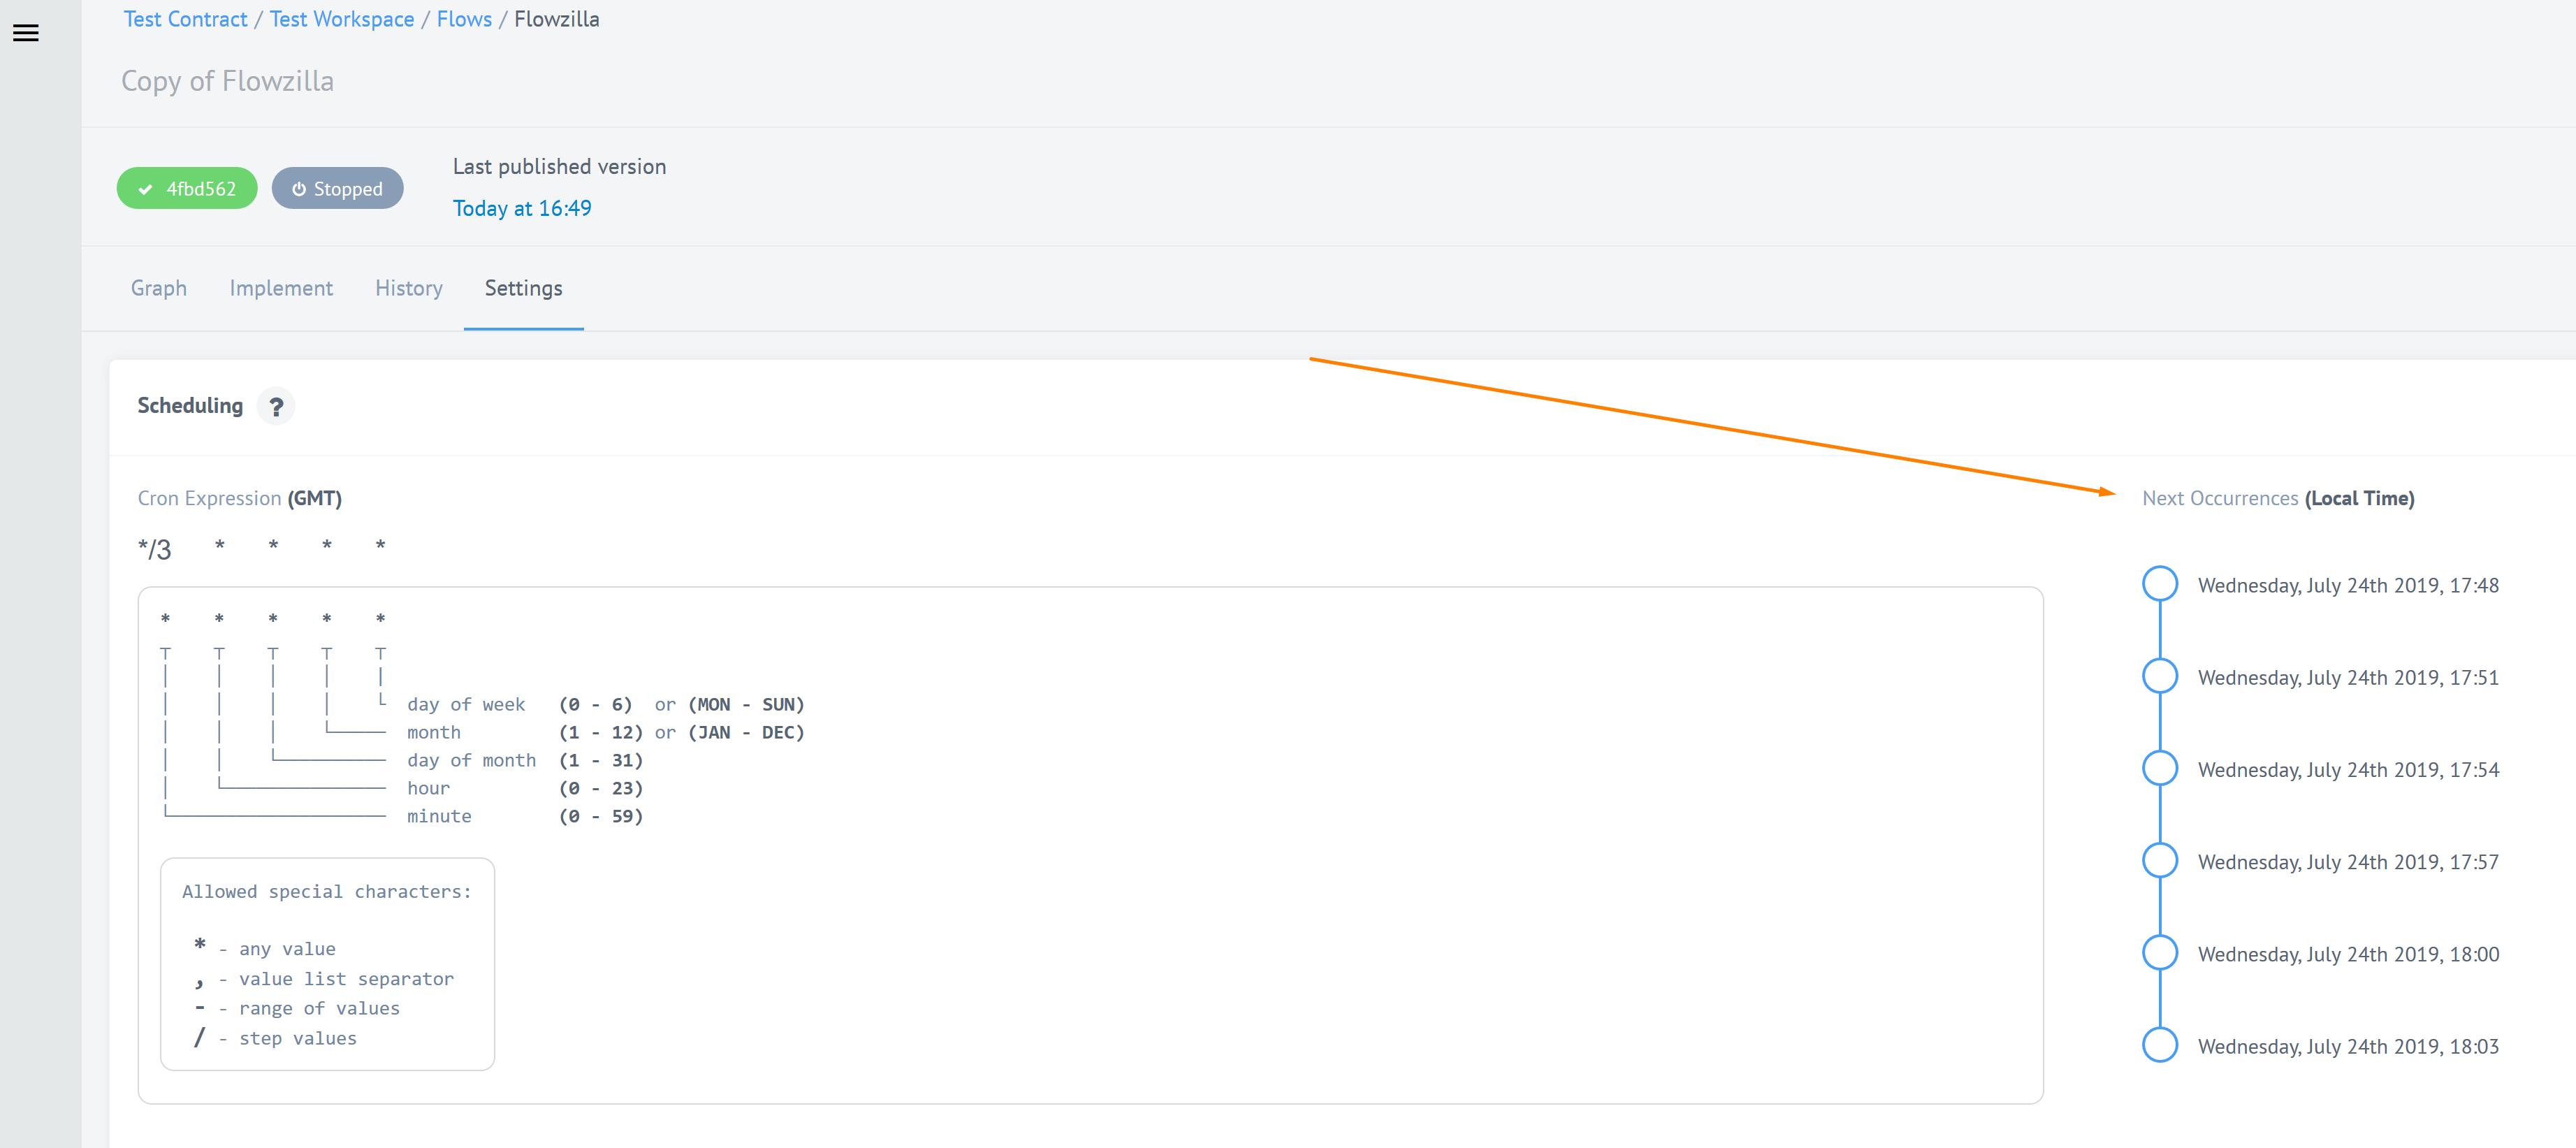 Test Contract / Test Workspace / Flows / Flowzilla
Copy of Flowzilla
4fbd562
Stopped
Last published version
Today at 16:49
Graph Implement History Settings
Scheduling ?
Cron Expression (GMT)
*/3 * * * *
* * * * *
day of week (0 - 6) or (MON - SUN)
month (1 - 12) or (JAN - DEC)
day of month (1 - 31)
hour (0 - 23)
minute (0 - 59)
Allowed special characters:
* - any value
, - value list separator
- - range of values
/ - step values
Next Occurrences (Local Time)
Wednesday, July 24th 2019, 17:48
Wednesday, July 24th 2019, 17:51
Wednesday, July 24th 2019, 17:54
Wednesday, July 24th 2019, 17:57
Wednesday, July 24th 2019, 18:00
Wednesday, July 24th 2019, 18:03